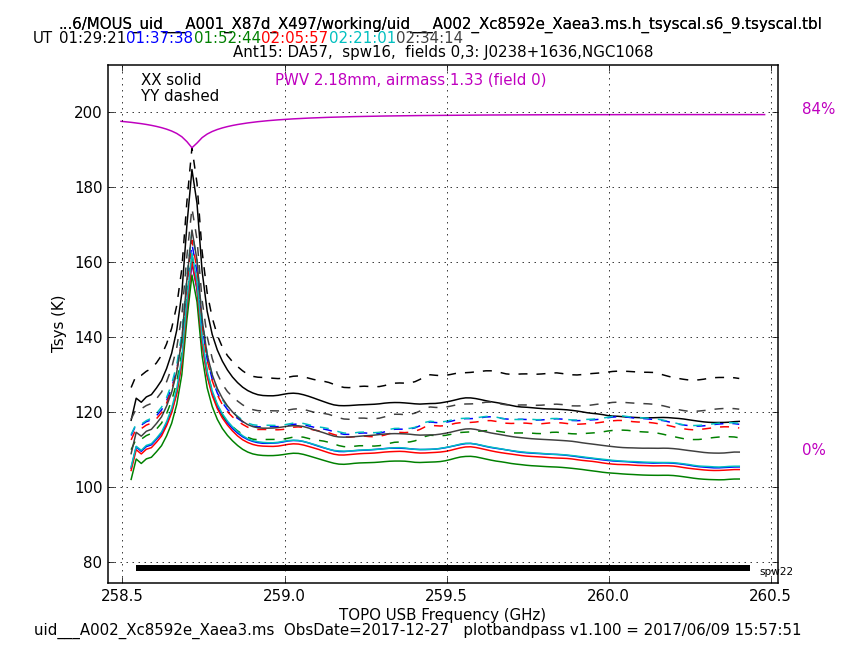 ...6/MOUS_uid___A001_X87d_X497/working/uid___A002_Xc8592e_Xaea3.ms.h_tsyscal.s6_9.tsyscal.tbl
UT 01:29:21 01:37:38 01:52:44 02:05:57 02:21:01 02:34:14
Ant15: DA57,  spw16,  fields 0,3: J0238+1636,NGC1068
XX solid
PWV 2.18mm, airmass 1.33 (field 0)
YY dashed
84%
200
180
160
140
120
100
80
Tsys (K)
0%
spw22
258.5 259.0 259.5 260.0 260.5
TOPO USB Frequency (GHz)
uid___A002_Xc8592e_Xaea3.ms  ObsDate=2017-12-27   plotbandpass v1.100 = 2017/06/09 15:57:51